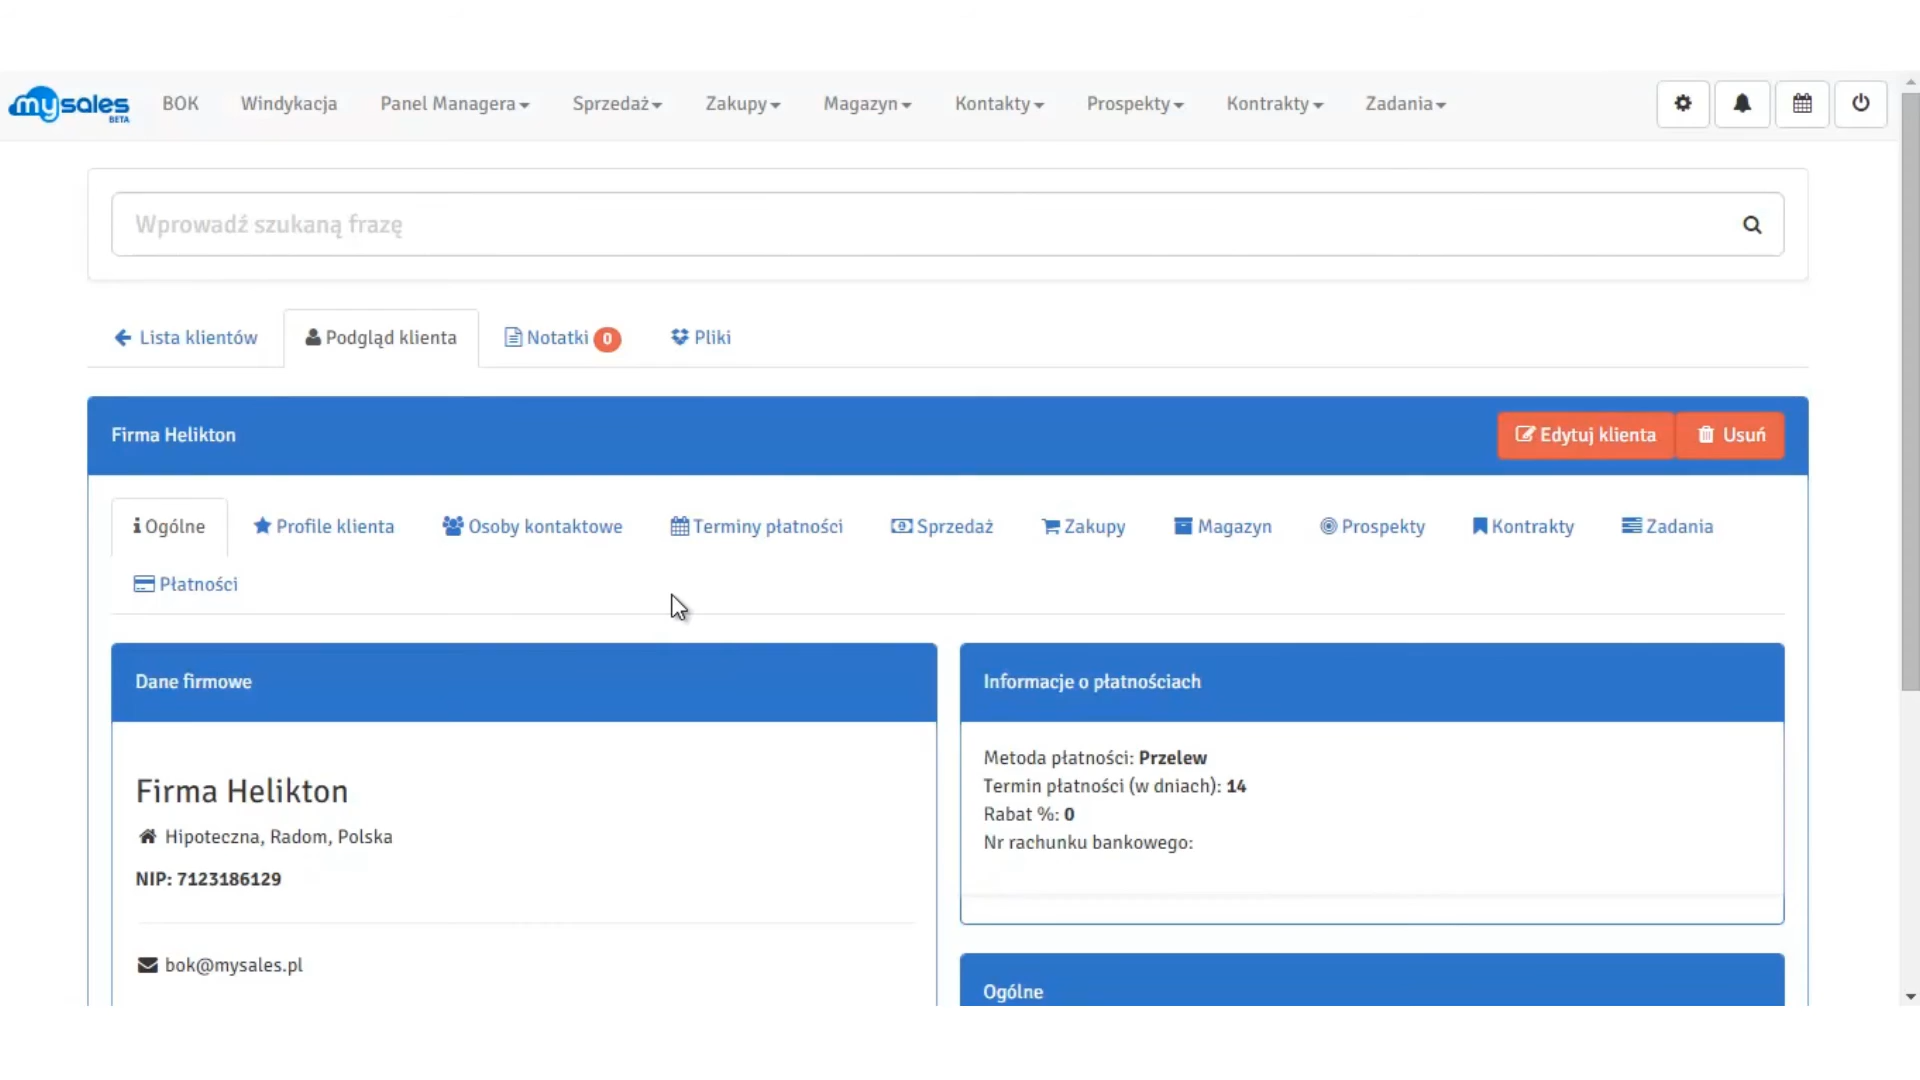 mysales
BETA
BOK Windykacja Panel Managera Sprzedaż Zakupy Magazyn Kontakty Prospekty Kontrakty Zadania
Wprowadź szukaną frazę
Lista klientów Podgląd klienta Notatki 0 Pliki
Firma Helikton Edytuj klienta Usuń
Ogólne Profile klienta Osoby kontaktowe Terminy płatności Sprzedaż Zakupy Magazyn Prospekty Kontrakty Zadania
Płatności
Dane firmowe
Firma Helikton
Hipoteczna, Radom, Polska
NIP: 7123186129
bok@mysales.pl
Informacje o płatnościach
Metoda płatności: Przelew
Termin płatności (w dniach): 14
Rabat %: 0
Nr rachunku bankowego:
Ogólne